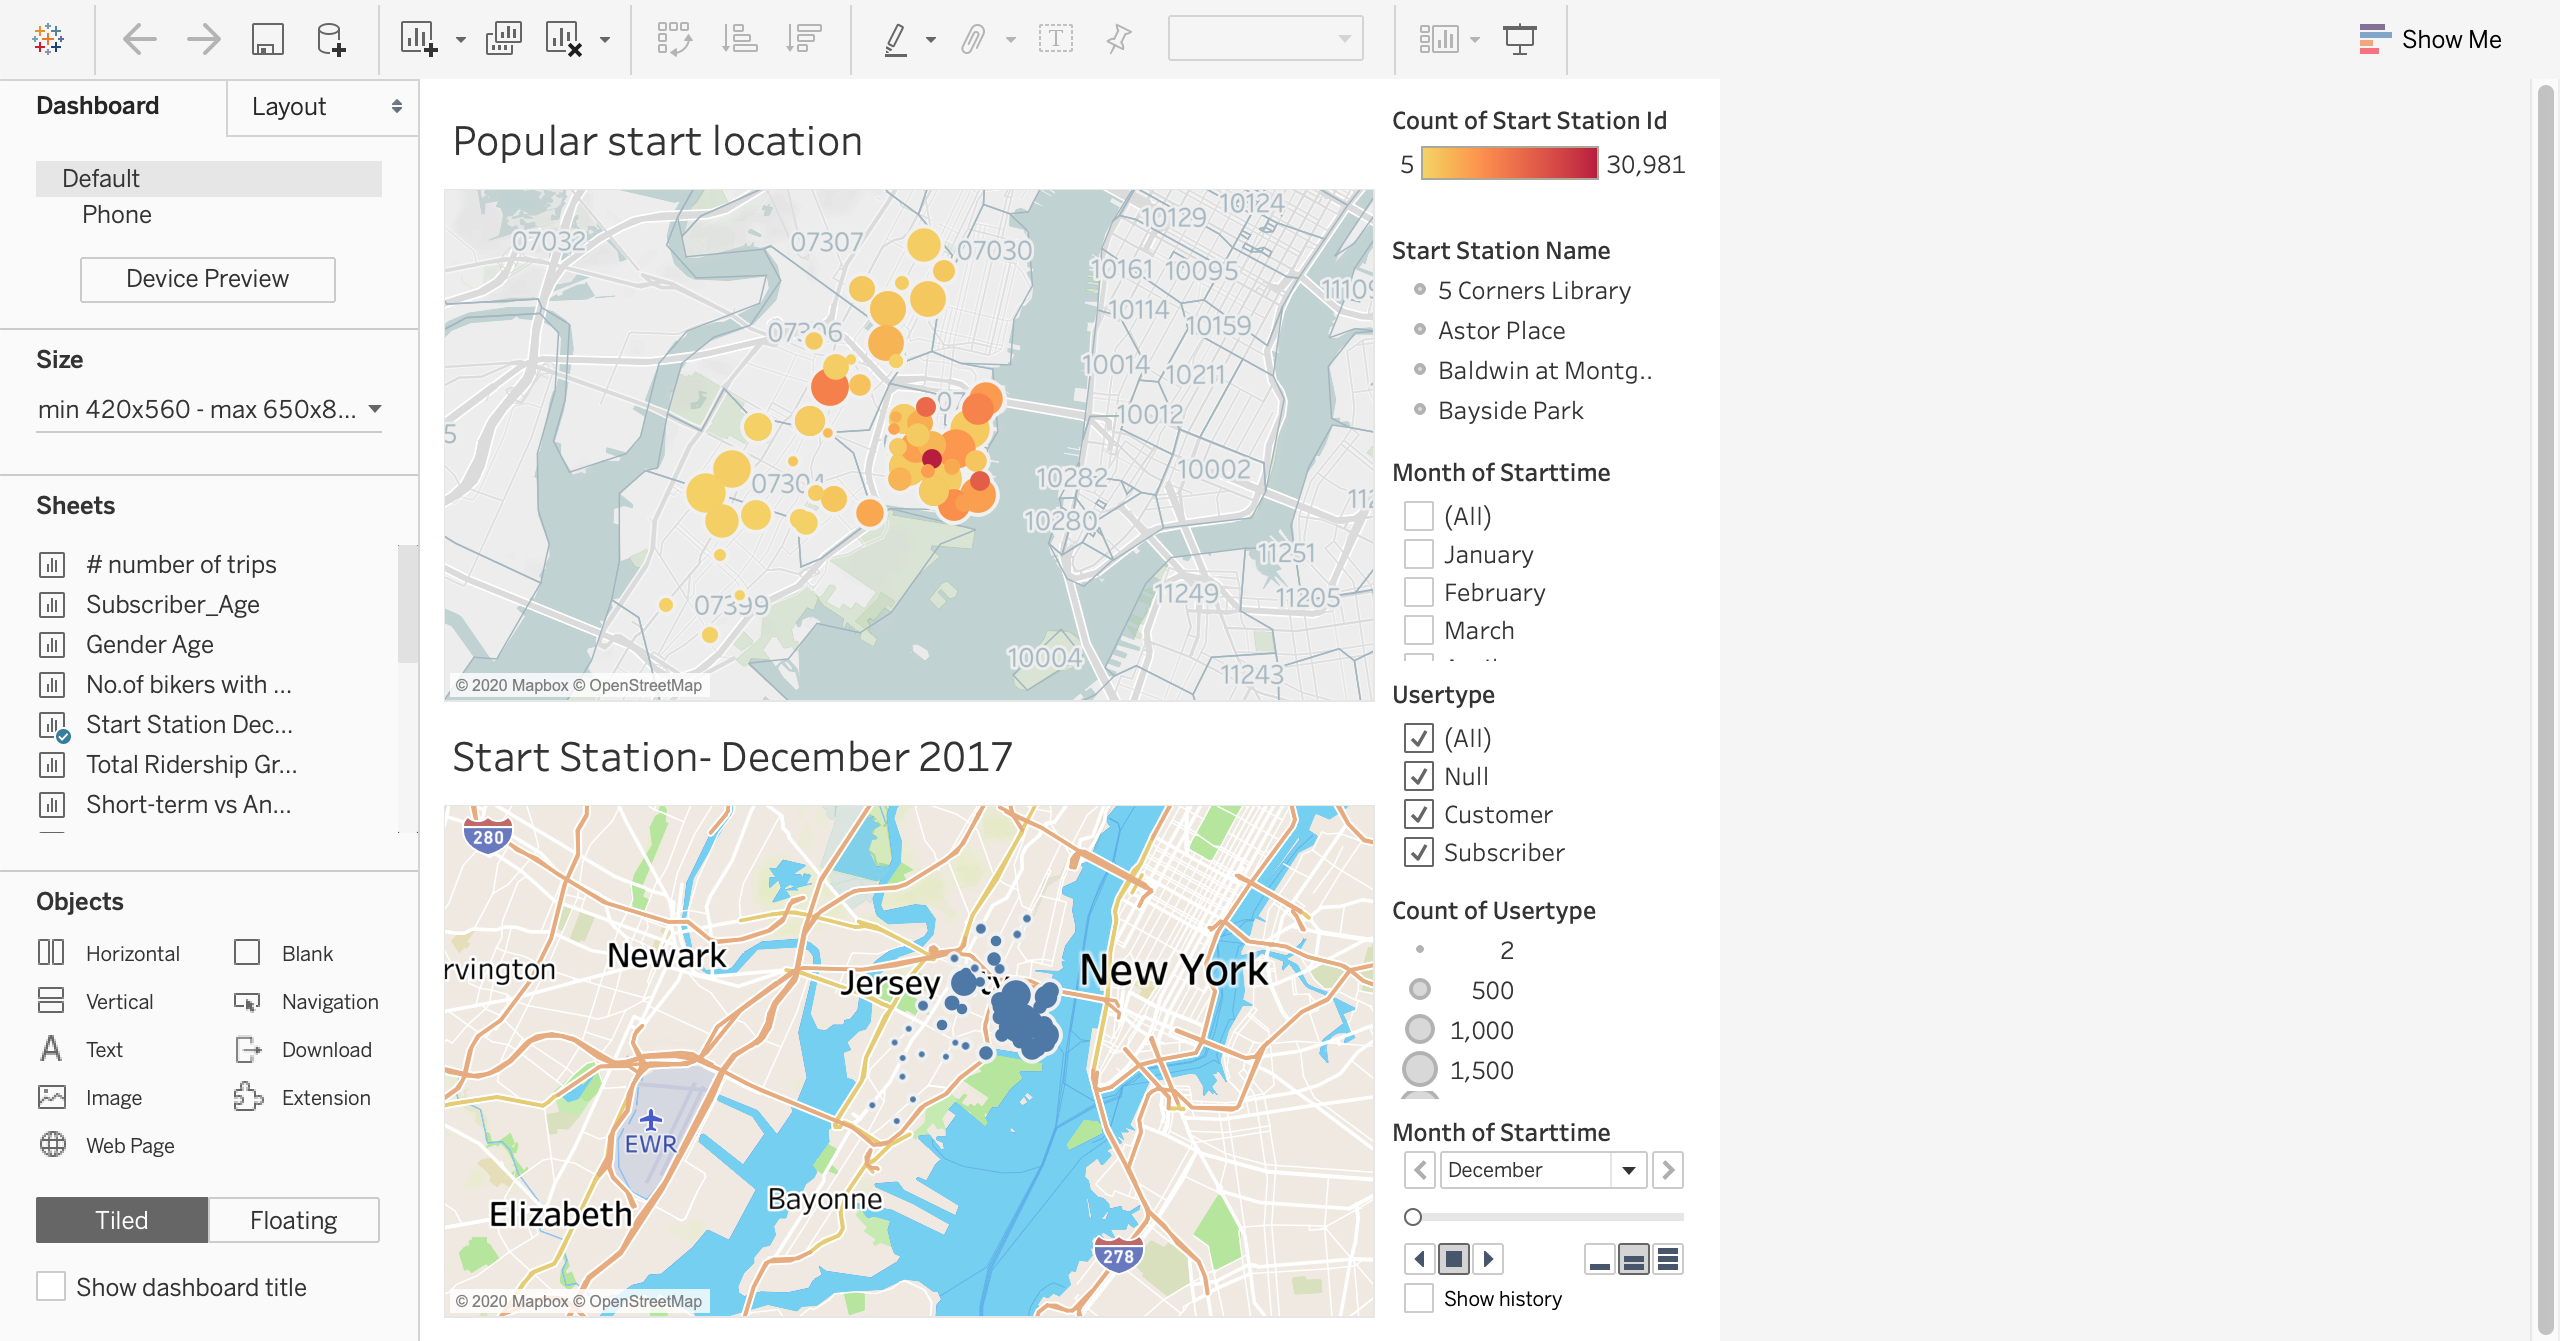 Show Me
Dashboard
Layout
Default
Phone
Device Preview
Size
min 420x560 - max 650x8...
Sheets
# number of trips
Subscriber_Age
Gender Age
No.of bikers with ...
Start Station Dec...
Total Ridership Gr...
Short-term vs An...
Objects
Horizontal
Blank
Vertical
Navigation
Text
Download
Image
Extension
Web Page
Tiled
Floating
Show dashboard title
Popular start location
10124
10129
07032
07307
07030
10161
10095
10114
10159
07306
10014
10211
10012
10002
10282
07304
10280
11251
11249
11205
07399
10004
11243
© 2020 Mapbox © OpenStreetMap
Start Station- December 2017
280
Newark
rvington
Jersey
New York
EWR
Bayonne
Elizabeth
278
© 2020 Mapbox © OpenStreetMap
Count of Start Station Id
5
30,981
Start Station Name
5 Corners Library
Astor Place
Baldwin at Montg..
Bayside Park
Month of Starttime
(All)
January
February
March
Usertype
(All)
Null
Customer
Subscriber
Count of Usertype
2
500
1,000
1,500
Month of Starttime
December
Show history